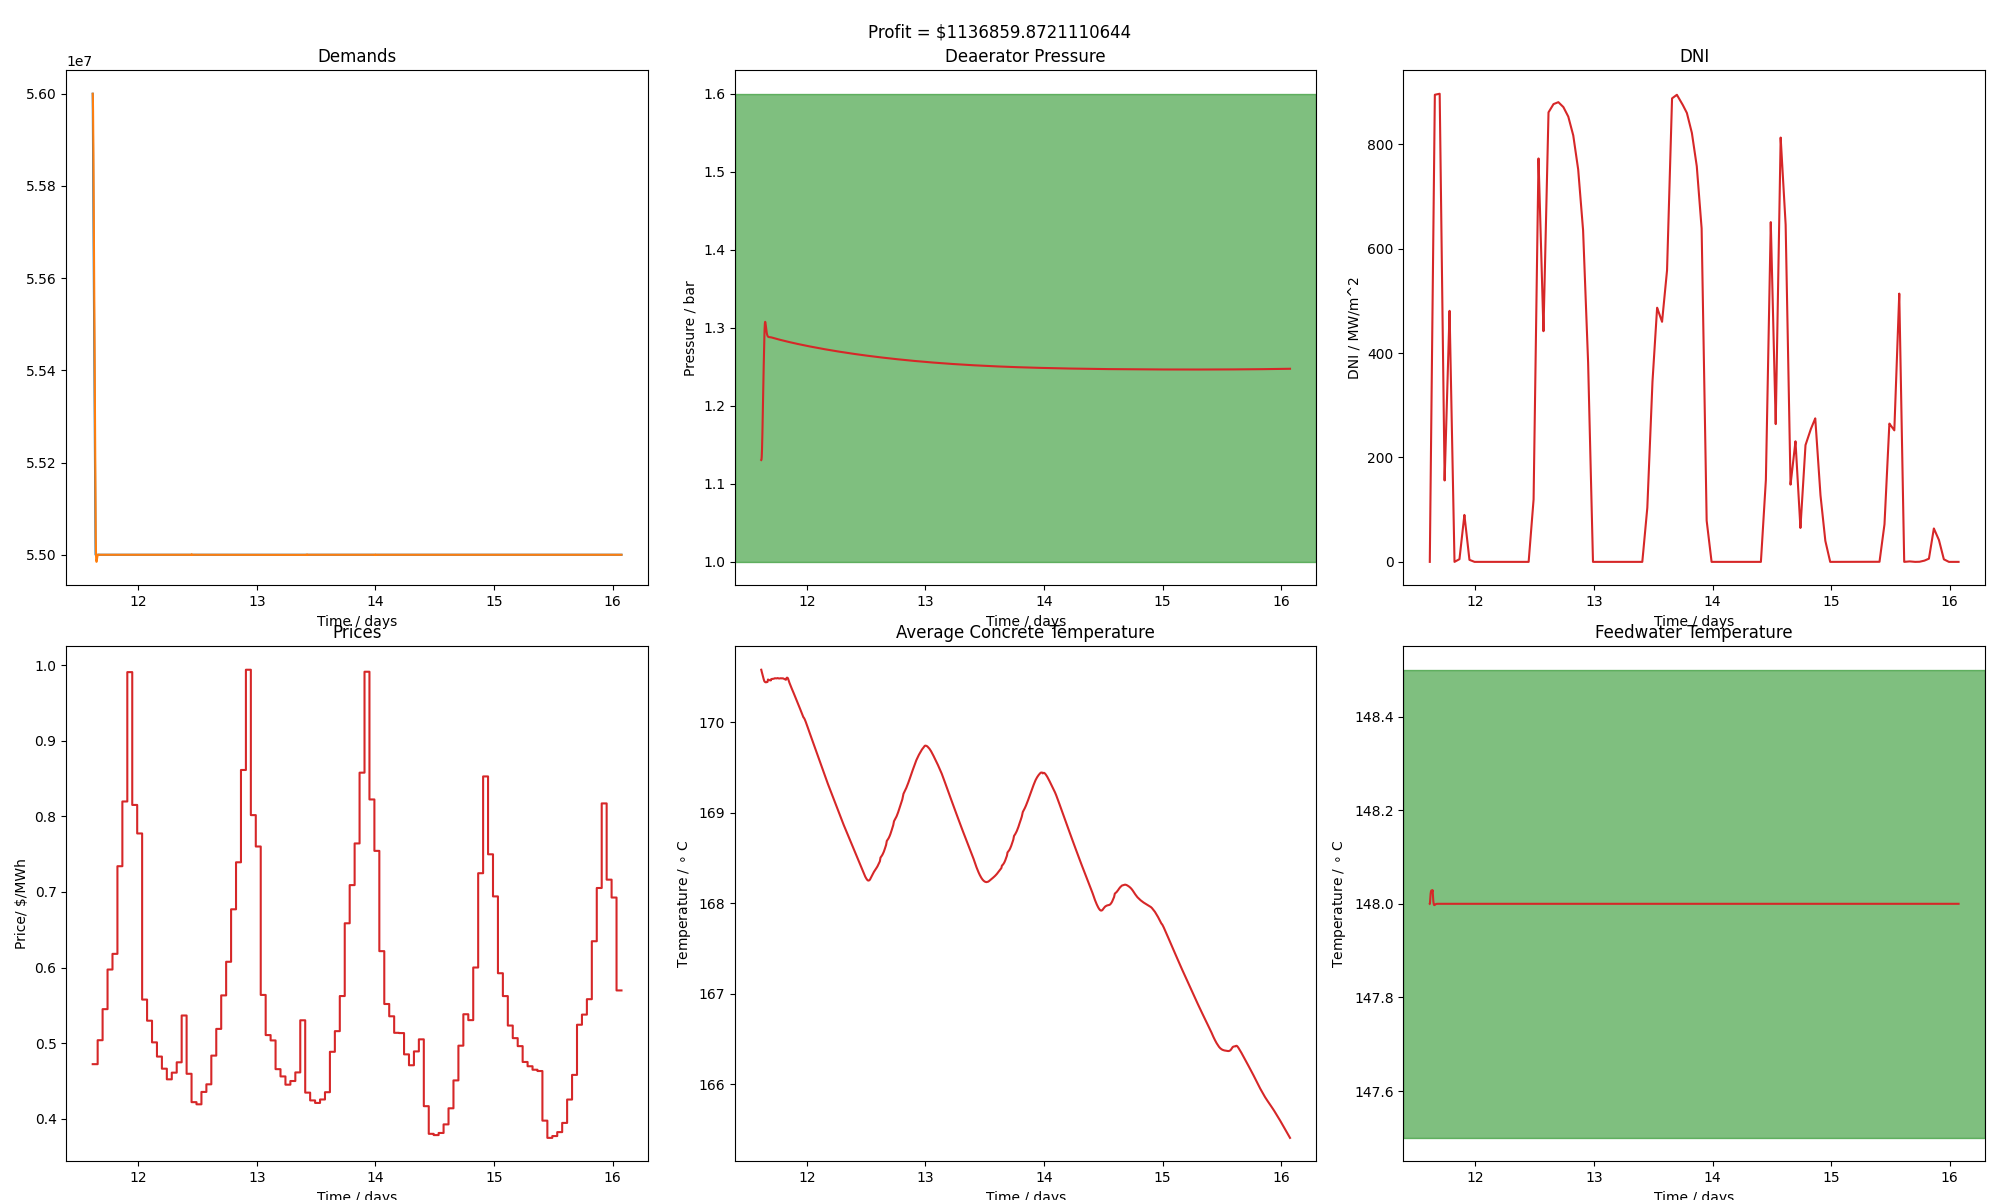 Profit = $1136859.8721110644
Demands
1e7
5.60
5.58
5.56
5.54
5.52
5.50
12 13 14 15 16
Time / days
Deaerator Pressure
Pressure / bar
1.6
1.5
1.4
1.3
1.2
1.1
1.0
12 13 14 15 16
Time / days
DNI
DNI / MW/m^2
800
600
400
200
0
12 13 14 15 16
Time / days
Prices
Price/ $/MWh
1.0
0.9
0.8
0.7
0.6
0.5
0.4
12 13 14 15 16
Time / days
Average Concrete Temperature
Temperature / ∘ C
170
169
168
167
166
12 13 14 15 16
Time / days
Feedwater Temperature
Temperature / ∘ C
148.4
148.2
148.0
147.8
147.6
12 13 14 15 16
Time / days